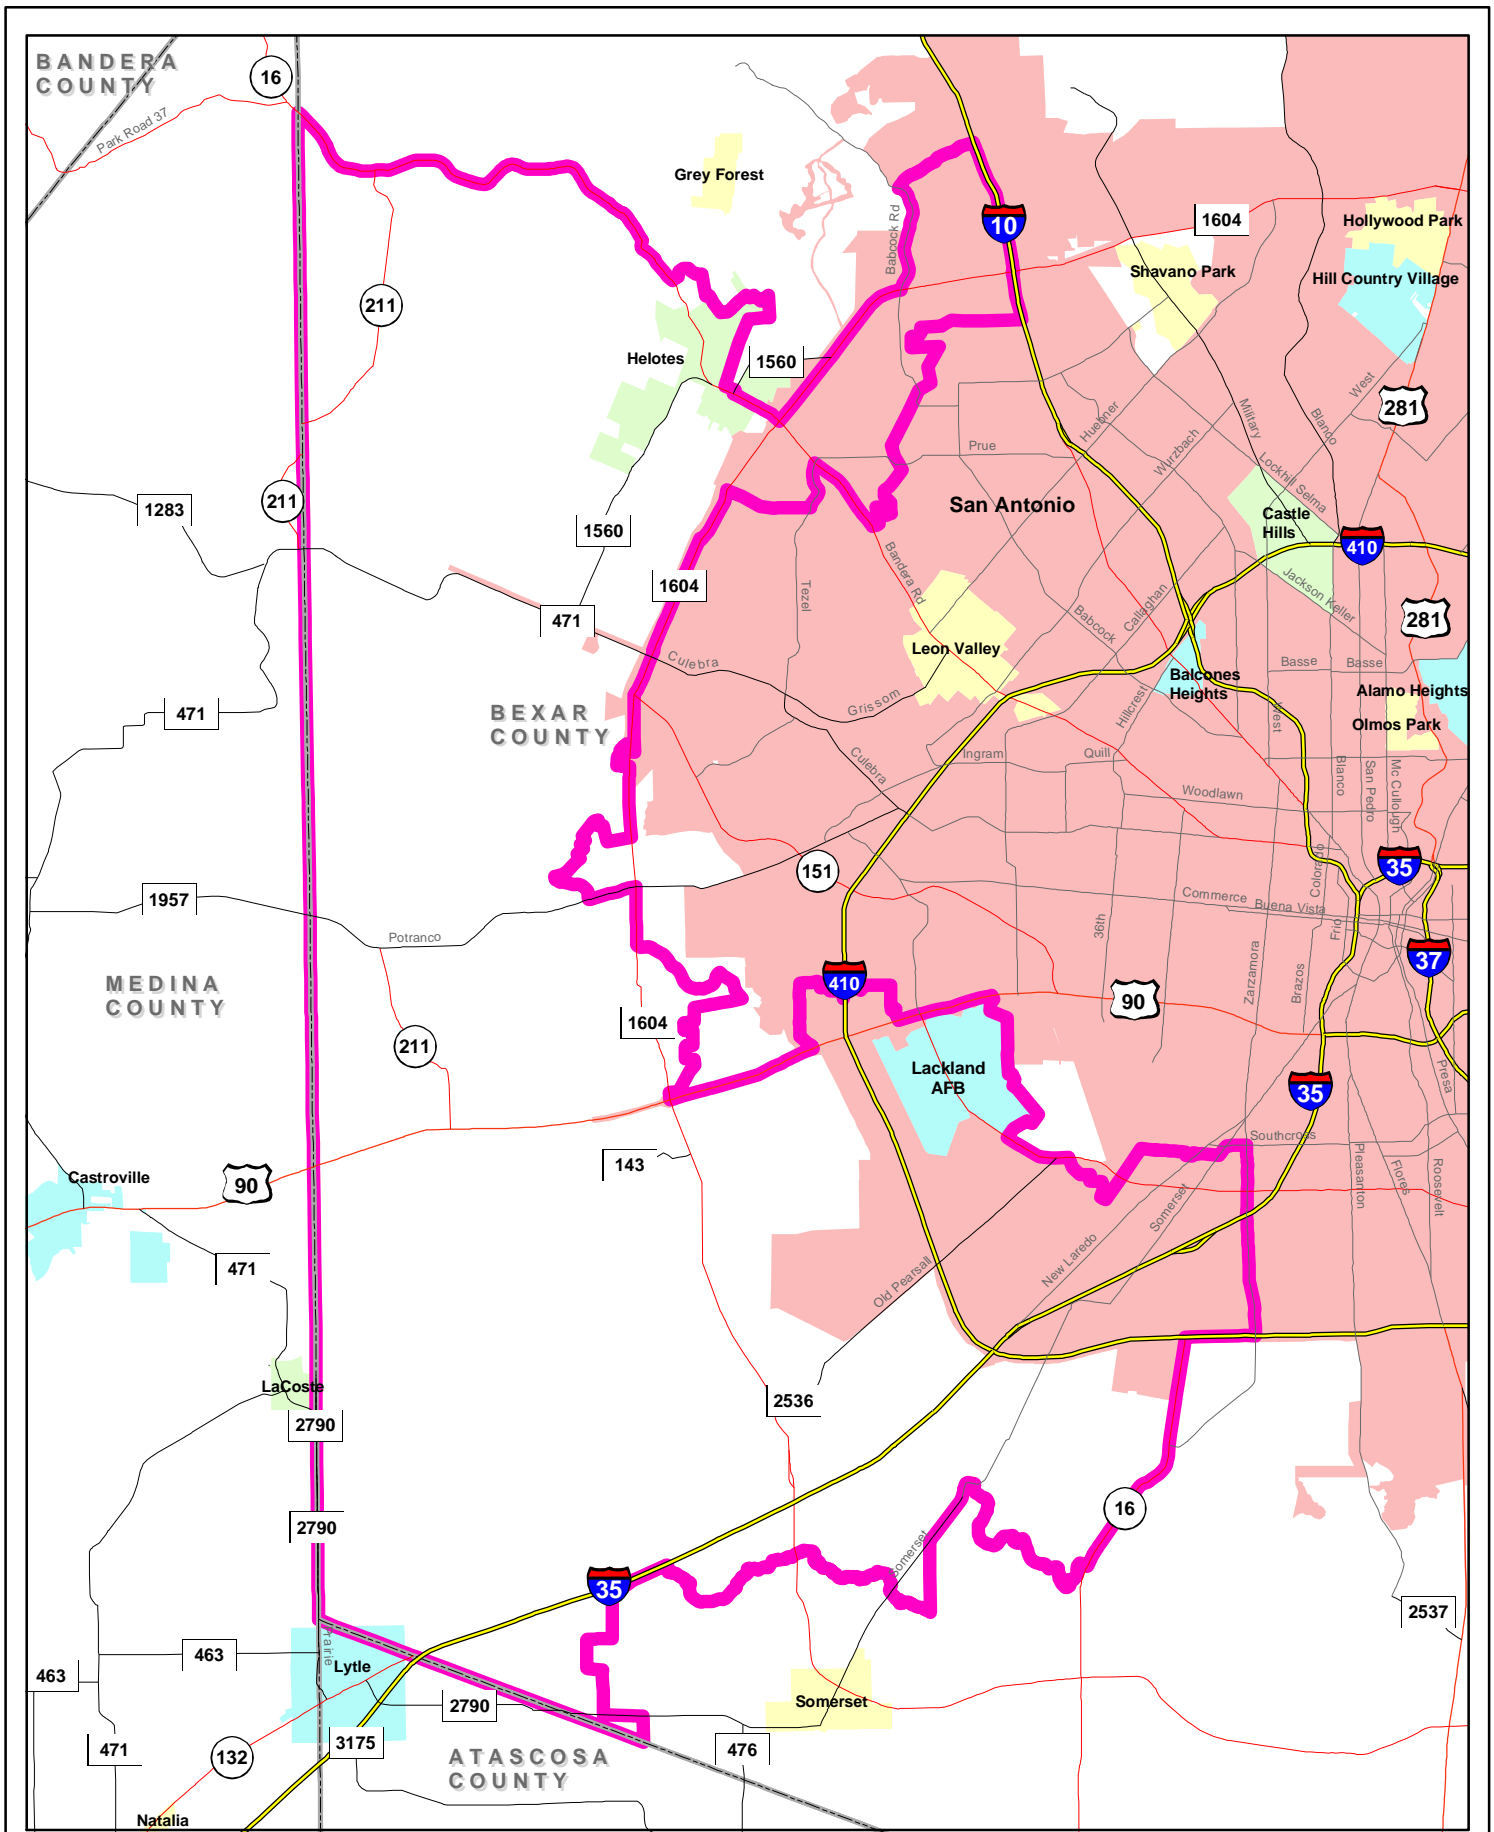 BANDERA
COUNTY
16
Park Road 37
Grey Forest
10
1604
Hollywood Park
Hill Country Village
Shavano Park
Babcock Rd
211
Helotes
1560
281
West
Military
Blanco
Huebner
Wurzbach
Prue
Lockhill Selma
San Antonio
Castle
Hills
410
1283
211
1560
1604
471
Tezel
Bandera Rd
Babcock
Callaghan
Jackson Keller
281
Leon Valley
Culebra
Grissom
Basse
Basse
Balcones
Heights
Alamo Heights
Olmos Park
471
BEXAR
COUNTY
Hillcrest
West
Culebra
Ingram
Quill
Woodlawn
Blanco
San Pedro
Mc Cullough
151
35
Colorado
1957
Commerce
Buena Vista
Potranco
36th
Frio
Zarzamora
Brazos
37
MEDINA
COUNTY
410
90
1604
211
Lackland
AFB
35
Presa
Southcross
143
Castroville
90
Somerset
Pleasanton
Flores
Roosevelt
471
Old Pearsall
New Laredo
LaCoste
2790
2536
2790
16
Somerset
35
2537
463
463
Prairie
Lytle
2790
Somerset
471
132
3175
ATASCOSA
COUNTY
476
Natalia